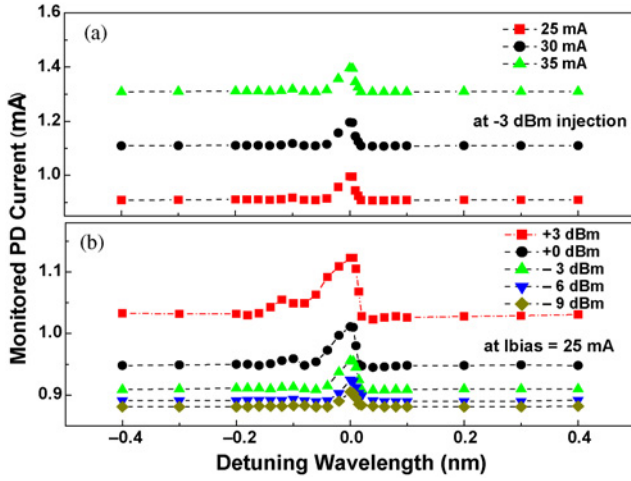 (a)
25 mA
30 mA
35 mA
1.6
1.4
1.2
1.0
at -3 dBm injection
Monitored PD Current (mA)
(b)
+3 dBm
+0 dBm
− 3 dBm
− 6 dBm
− 9 dBm
1.1
1.0
0.9
at Ibias = 25 mA
−0.4 −0.2 0.0 0.2 0.4
Detuning Wavelength (nm)